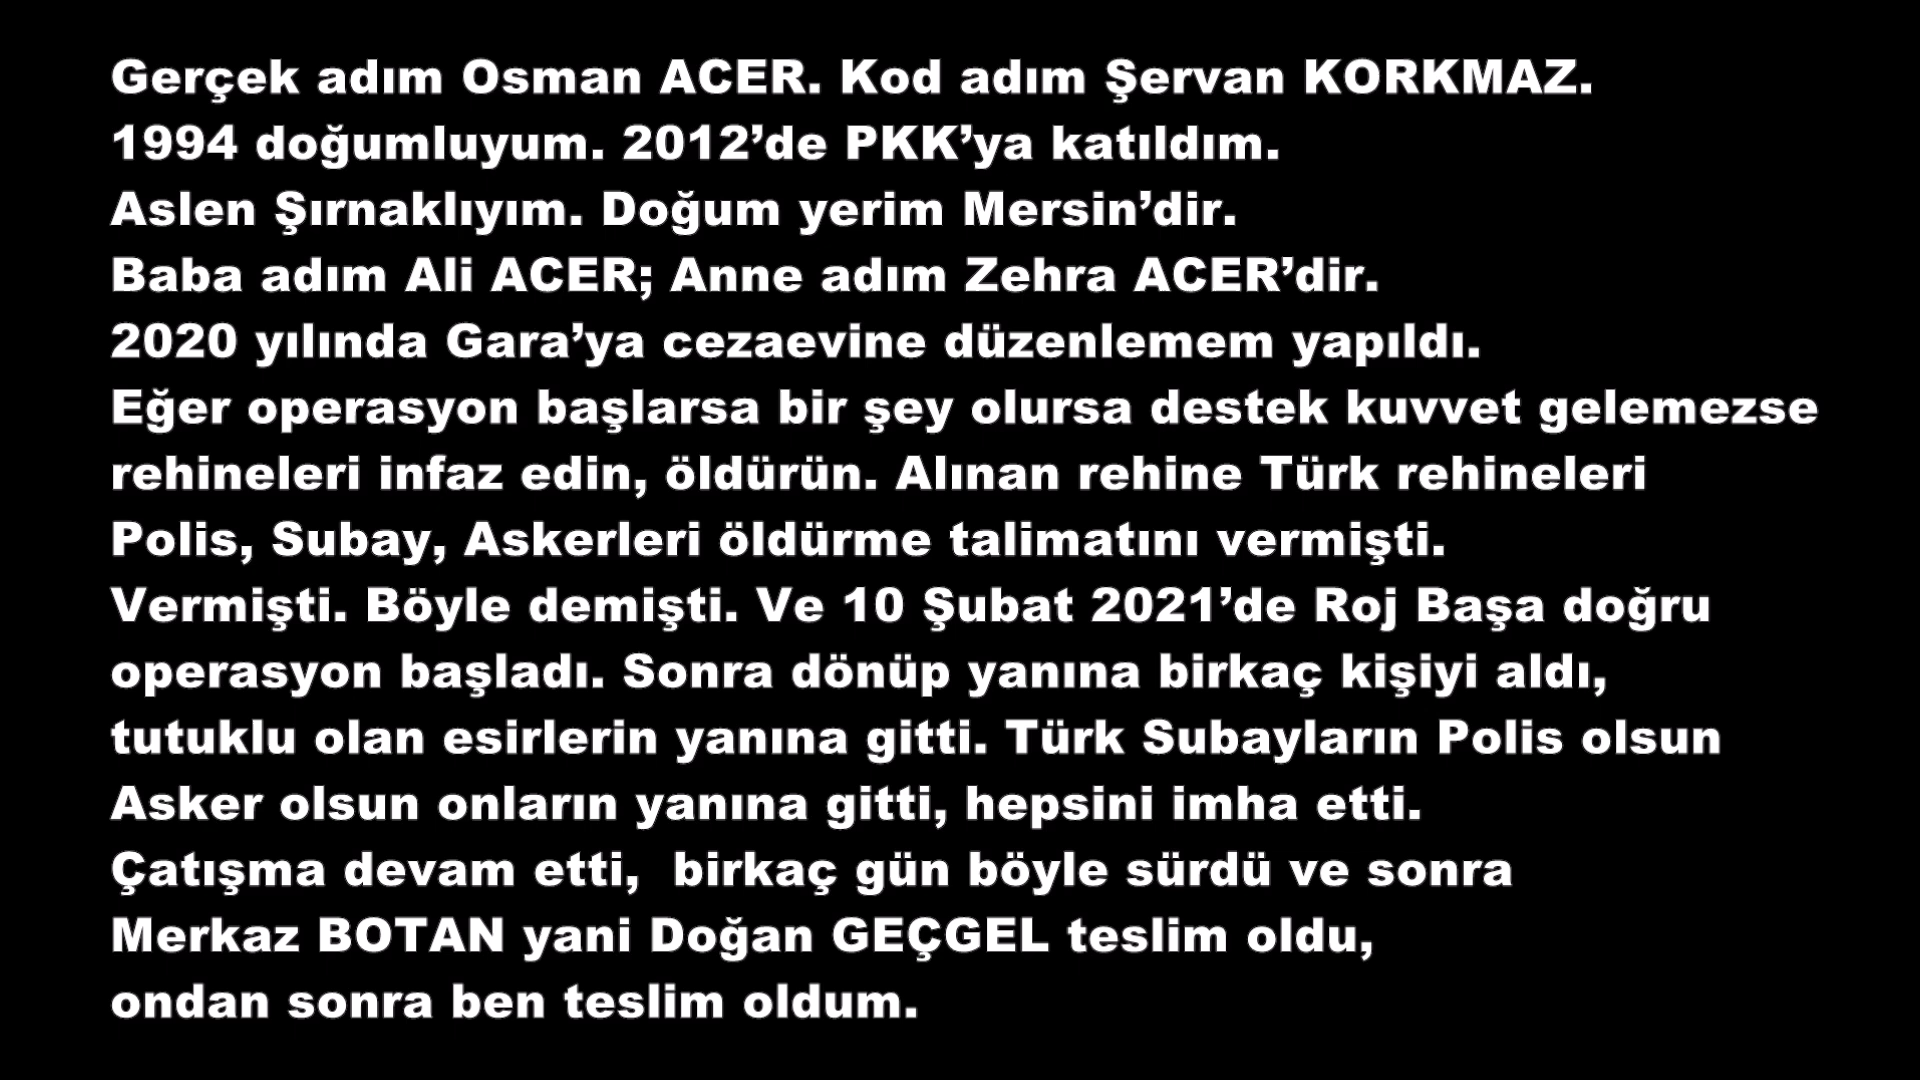 Gerçek adım Osman ACER. Kod adım Şervan KORKMAZ.
1994 doğumluyum. 2012’de PKK’ya katıldım.
Aslen Şırnaklıyım. Doğum yerim Mersin’dir.
Baba adım Ali ACER; Anne adım Zehra ACER’dir.
2020 yılında Gara’ya cezaevine düzenlemem yapıldı.
Eğer operasyon başlarsa bir şey olursa destek kuvvet gelemezse
rehineleri infaz edin, öldürün. Alınan rehine Türk rehineleri
Polis, Subay, Askerleri öldürme talimatını vermişti.
Vermişti. Böyle demişti. Ve 10 Şubat 2021’de Roj Başa doğru
operasyon başladı. Sonra dönüp yanına birkaç kişiyi aldı,
tutuklu olan esirlerin yanına gitti. Türk Subayların Polis olsun
Asker olsun onların yanına gitti, hepsini imha etti.
Çatışma devam etti,  birkaç gün böyle sürdü ve sonra
Merkaz BOTAN yani Doğan GEÇGEL teslim oldu,
ondan sonra ben teslim oldum.